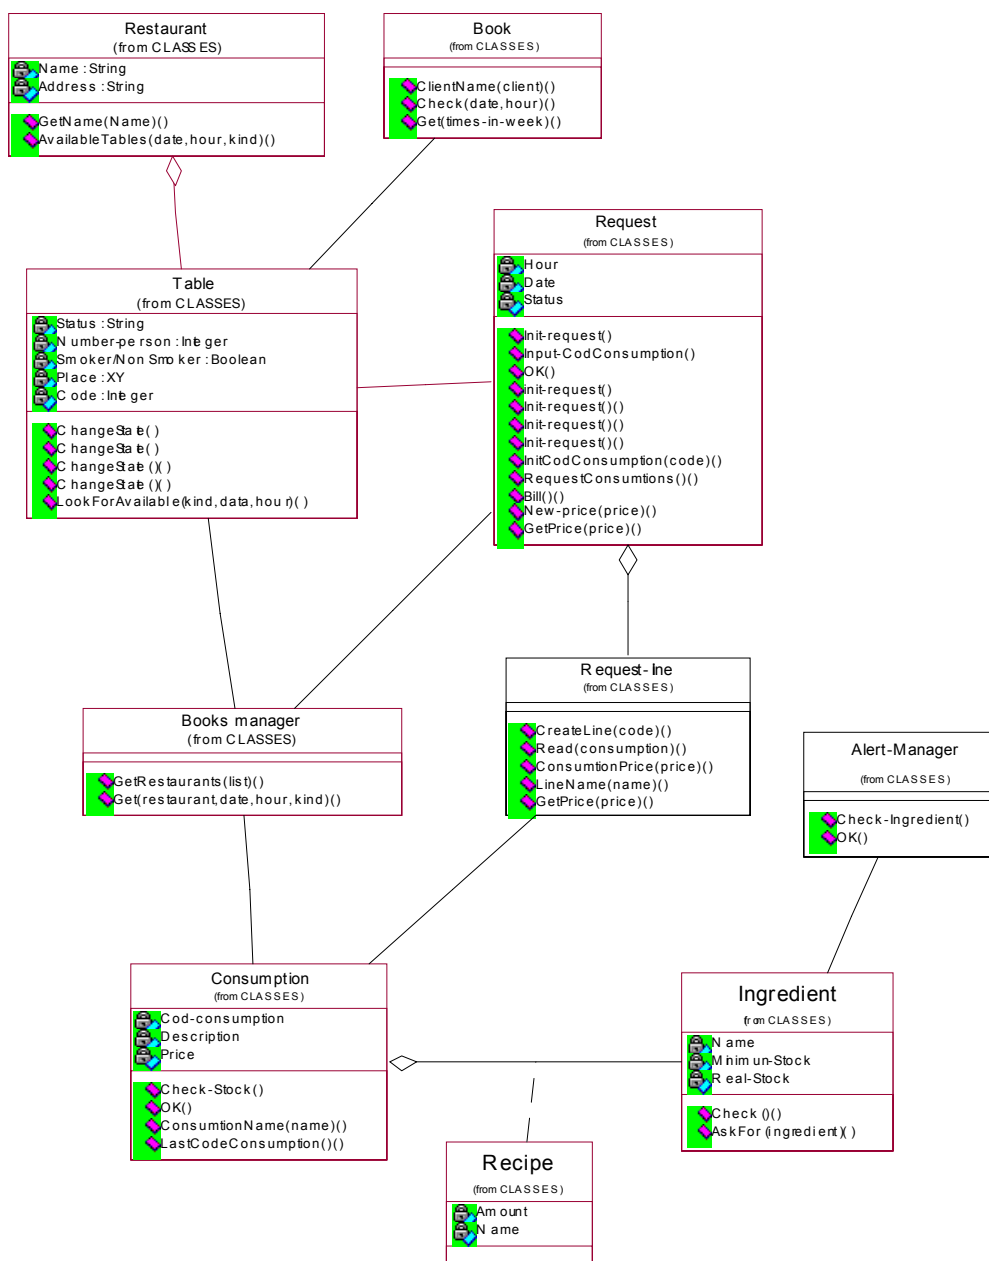 Restaurant
(from CLASSES)
Name : String
Address : String
GetName(Name)()
AvailableTables(date,hour,kind)()
Book
(from CLASSES)
ClientName(client)()
Check(date,hour)()
Get(times-in-week)()
Request
(from CLASSES)
Hour
Date
Status
Init-request()
Input-CodConsumption()
OK()
init-request()
Init-request()()
Init-request()()
Init-request()()
InitCodConsumption(code)()
RequestConsumtions()()
Bill()()
New-price(price)()
GetPrice(price)()
Table
(from CLASSES)
Status : String
Number-person : Integer
Smoker/Non Smoker : Boolean
Place : XY
Code : Integer
ChangeState()
ChangeState()
ChangeState()()
ChangeState()()
LookForAvailable(kind,data,hour)()
Request-line
(from CLASSES)
CreateLine(code)()
Read(consumption)()
ConsumtionPrice(price)()
LineName(name)()
GetPrice(price)()
Books manager
(from CLASSES)
GetRestaurants(list)()
Get(restaurant,date,hour,kind)()
Alert-Manager
(from CLASSES)
Check-Ingredient()
OK()
Consumption
(from CLASSES)
Cod-consumption
Description
Price
Check-Stock()
OK()
ConsumtionName(name)()
LastCodeConsumption()()
Ingredient
(from CLASSES)
Name
Minimun-Stock
Real-Stock
Check()()
AskFor(ingredient)()
Recipe
(from CLASSES)
Amount
Name